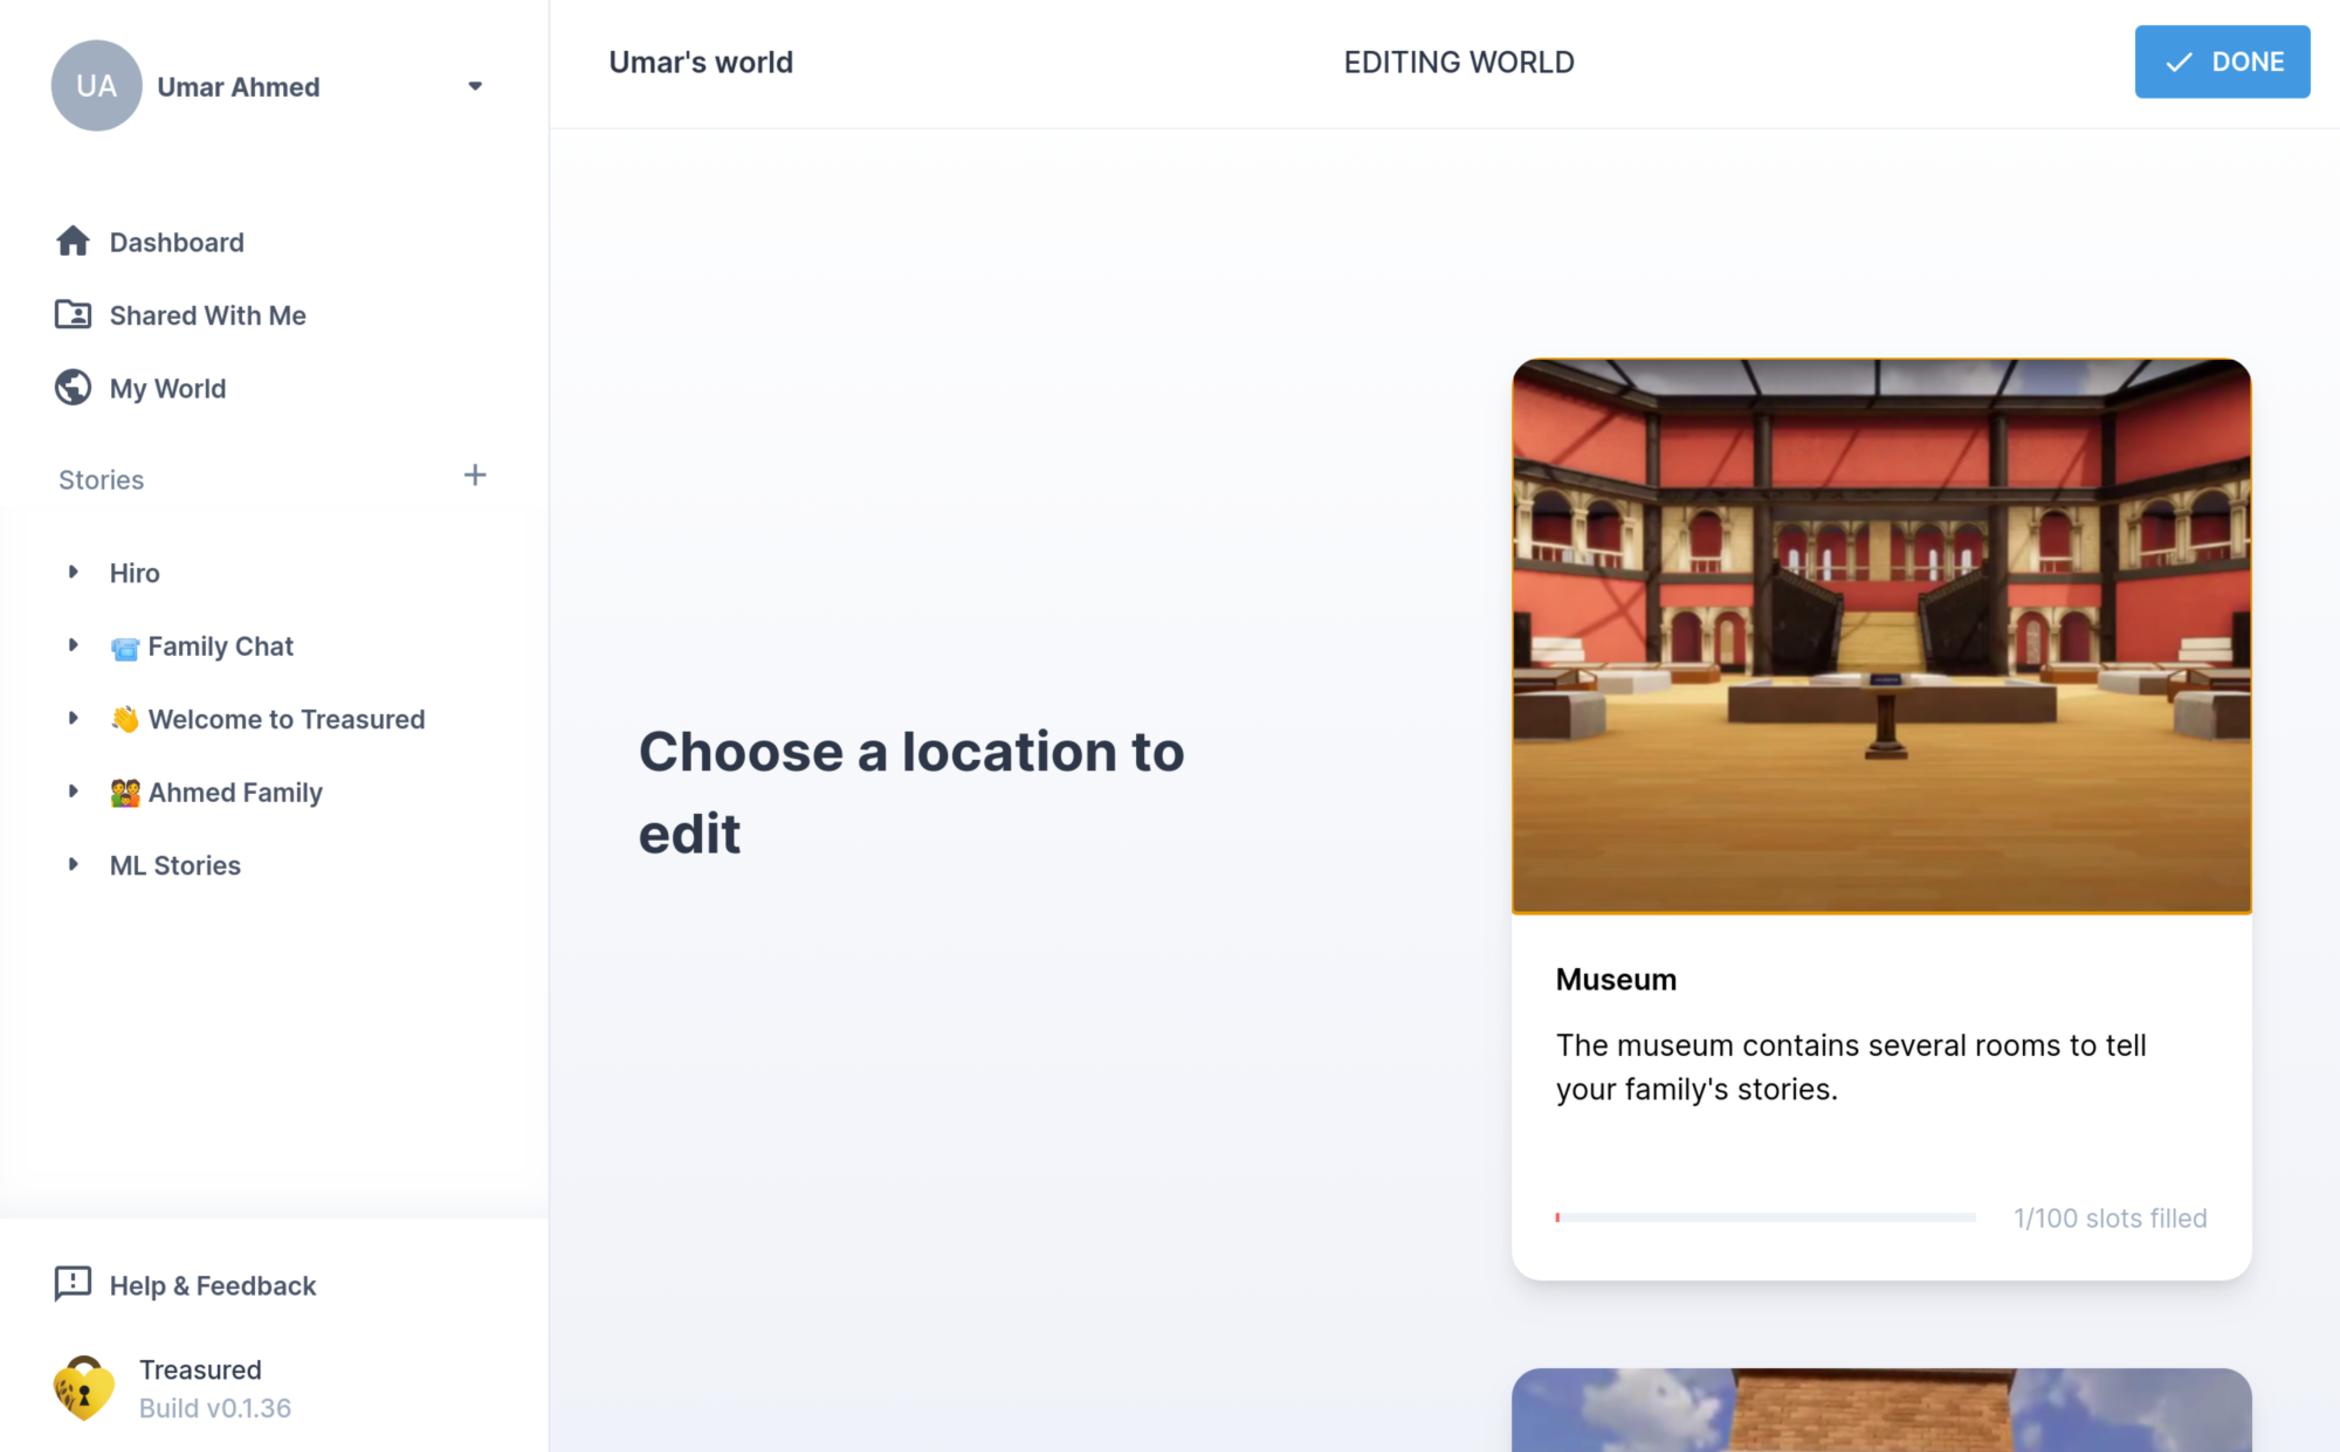 UA
Umar Ahmed
Dashboard
Shared With Me
My World
Stories
Hiro
Family Chat
Welcome to Treasured
Ahmed Family
ML Stories
Help & Feedback
Treasured
Build v0.1.36
Umar's world
EDITING WORLD
DONE
Choose a location to
edit
Museum
The museum contains several rooms to tell
your family's stories.
1/100 slots filled